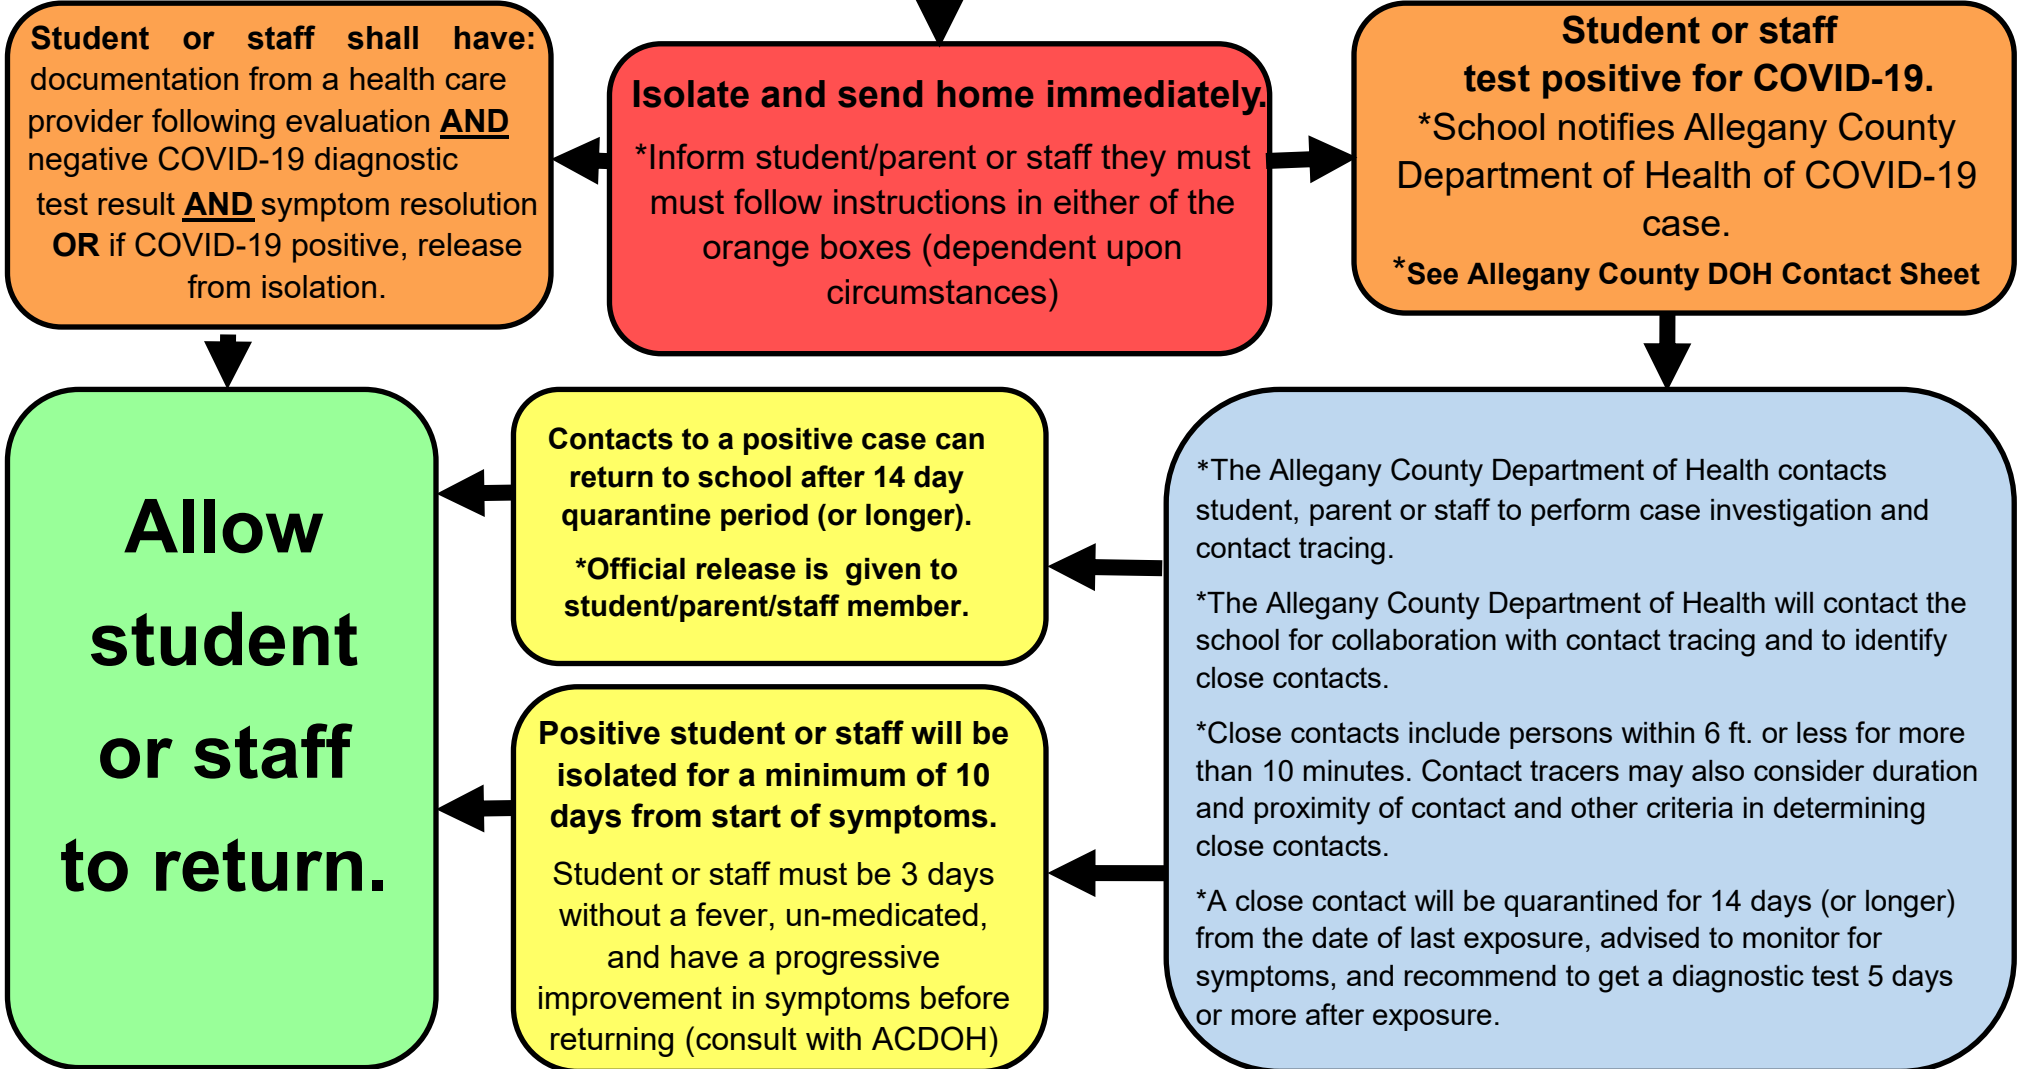 Student or staff shall have:
documentation from a health care
provider following evaluation AND
negative COVID-19 diagnostic
test result AND symptom resolution
OR if COVID-19 positive, release
from isolation.
Isolate and send home immediately.
*Inform student/parent or staff they must
must follow instructions in either of the
orange boxes (dependent upon
circumstances)
Student or staff
test positive for COVID-19.
*School notifies Allegany County
Department of Health of COVID-19
case.
*See Allegany County DOH Contact Sheet
Allow
student
or staff
to return.
Contacts to a positive case can
return to school after 14 day
quarantine period (or longer).
*Official release is given to
student/parent/staff member.
Positive student or staff will be
isolated for a minimum of 10
days from start of symptoms.
Student or staff must be 3 days
without a fever, un-medicated,
and have a progressive
improvement in symptoms before
returning (consult with ACDOH)
*The Allegany County Department of Health contacts
student, parent or staff to perform case investigation and
contact tracing.
*The Allegany County Department of Health will contact the
school for collaboration with contact tracing and to identify
close contacts.
*Close contacts include persons within 6 ft. or less for more
than 10 minutes. Contact tracers may also consider duration
and proximity of contact and other criteria in determining
close contacts.
*A close contact will be quarantined for 14 days (or longer)
from the date of last exposure, advised to monitor for
symptoms, and recommend to get a diagnostic test 5 days
or more after exposure.